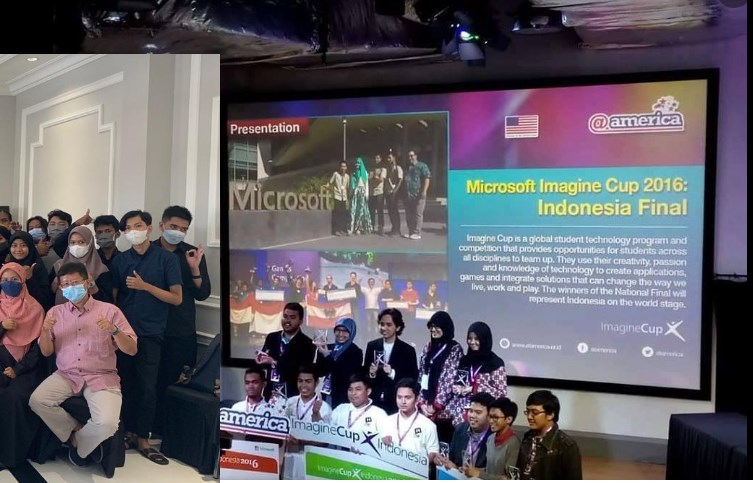 Presentation
Microsoft
@america
Microsoft Imagine Cup 2016:
Indonesia Final
Imagine Cup is a global student technology program and
competition that provides opportunities for students across
all disciplines to team up. They use their creativity, passion
and knowledge of technology to create applications,
games and integrate solutions that can change the way we
live, work and play. The winners of the National Final will
represent Indonesia on the world stage.
ImagineCup
america
ImagineCup Indonesia
2016
ImagineCup